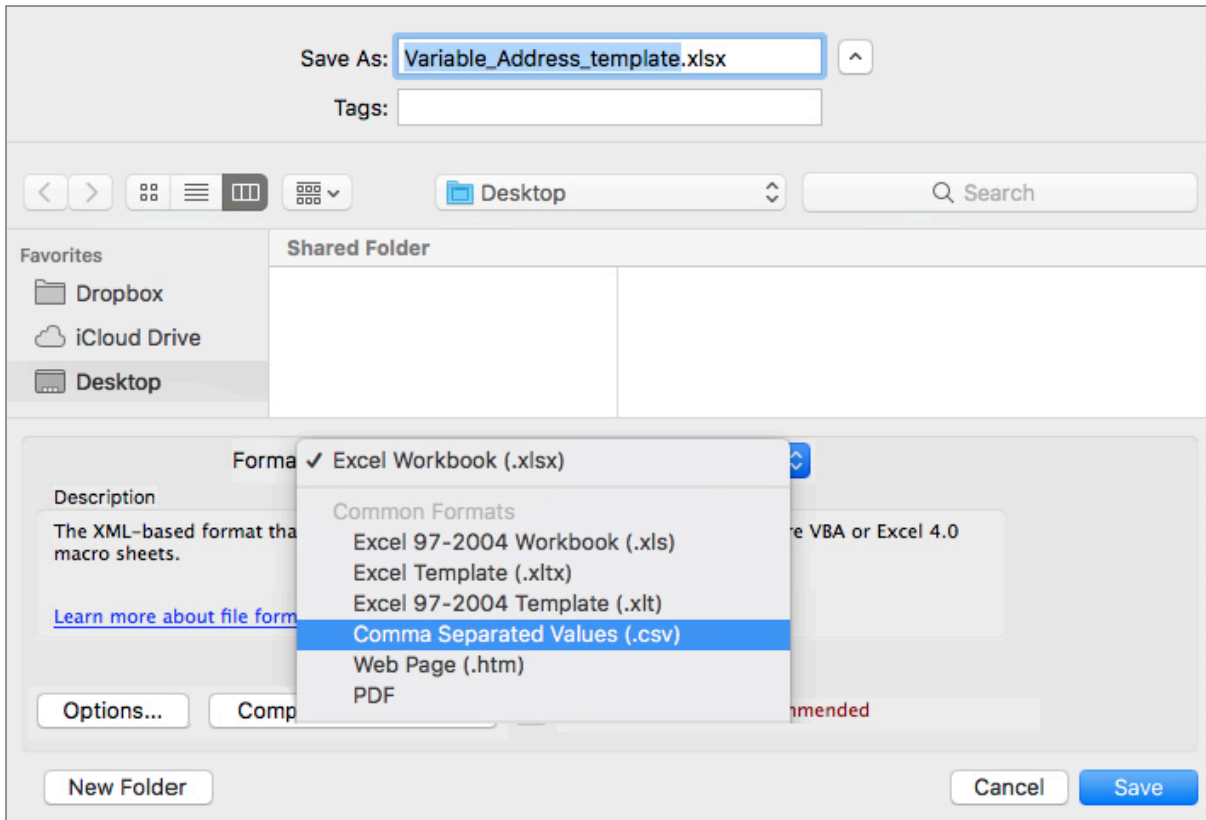 Save As: Variable_Address_template.xlsx
Tags:
Desktop
Search
Favorites
Shared Folder
Dropbox
iCloud Drive
Desktop
Forma ✓ Excel Workbook (.xlsx)
Description
Common Formats
The XML-based format tha
re VBA or Excel 4.0
macro sheets.
Excel 97-2004 Workbook (.xls)
Excel Template (.xltx)
Excel 97-2004 Template (.xlt)
Learn more about file form
Comma Separated Values (.csv)
Web Page (.htm)
PDF
Options...
Comp
mmended
New Folder
Cancel
Save